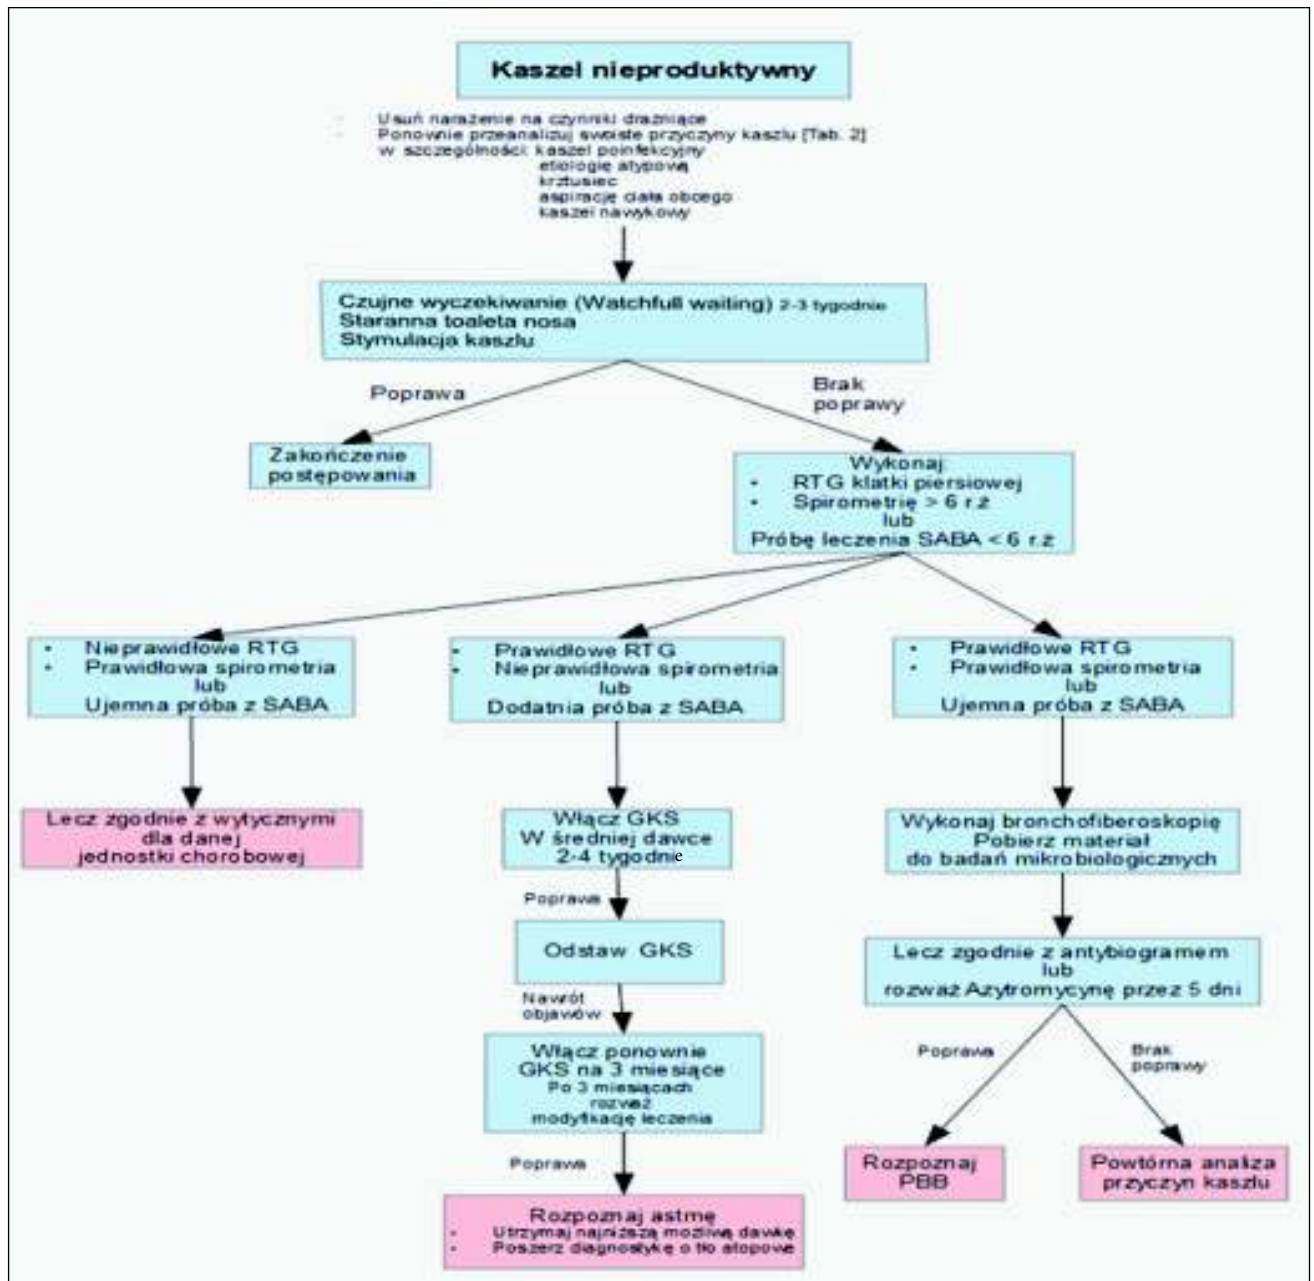 Kaszel nieproduktywny
- Usuń narażenie na czynniki drażniące
- Ponownie przeanalizuj swoiste przyczyny kaszlu [Tab. 2]
w szczególności: kaszel poinfekcyjny
etiologię atypową
krztusiec
aspirację ciała obcego
kaszel nawykowy
Czujne wyczekiwanie (Watchfull waiting) 2-3 tygodnie
Staranna toaleta nosa
Stymulacja kaszlu
Poprawa
Brak
poprawy
Zakończenie
postępowania
Wykonaj:
• RTG klatki piersiowej
• Spirometrię > 6 r.ż
lub
Próbę leczenia SABA < 6 r.ż
• Nieprawidłowe RTG
• Prawidłowa spirometria
lub
Ujemna próba z SABA
• Prawidłowe RTG
• Nieprawidłowa spirometria
lub
Dodatnia próba z SABA
• Prawidłowe RTG
• Prawidłowa spirometria
lub
Ujemna próba z SABA
Lecz zgodnie z wytycznymi
dla danej
jednostki chorobowej
Włącz GKS
W średniej dawce
2-4 tygodnie
Wykonaj bronchofiberoskopię
Pobierz materiał
do badań mikrobiologicznych
Poprawa
Odstaw GKS
Lecz zgodnie z antybiogramem
lub
rozważ Azytromycynę przez 5 dni
Nawrót
objawów
Włącz ponownie
GKS na 3 miesiące
Po 3 miesiącach
rozważ
modyfikację leczenia
Poprawa
Brak
poprawy
Poprawa
Rozpoznaj
PBB
Powtórna analiza
przyczyn kaszlu
Rozpoznaj astmę
• Utrzymaj najniższą możliwą dawkę
• Poszerz diagnostykę o tło atopowe